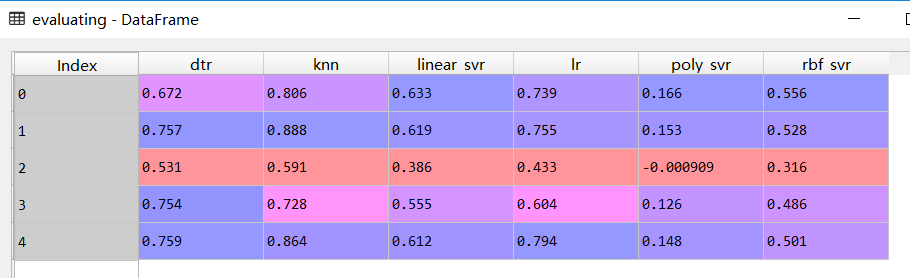 evaluating - DataFrame
Index dtr knn linear svr lr poly svr rbf svr
0 0.672 0.806 0.633 0.739 0.166 0.556
1 0.757 0.888 0.619 0.755 0.153 0.528
2 0.531 0.591 0.386 0.433 -0.000909 0.316
3 0.754 0.728 0.555 0.604 0.126 0.486
4 0.759 0.864 0.612 0.794 0.148 0.501